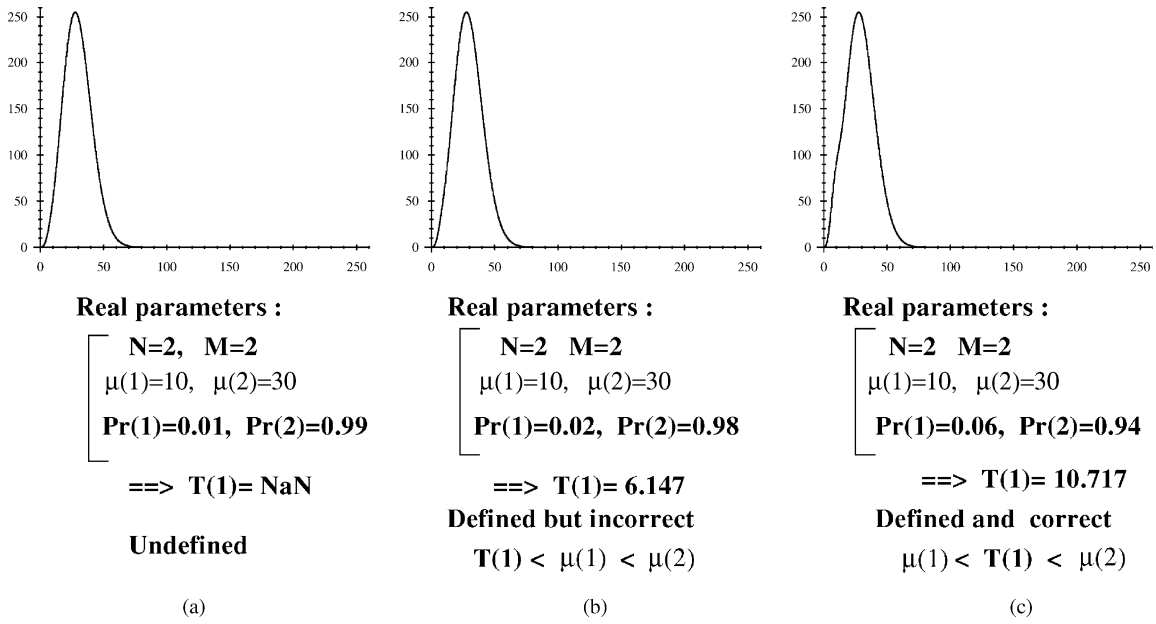 250
200
150
100
50
0
0 50 100 150 200 250
Real parameters :
N=2, M=2
μ(1)=10, μ(2)=30
Pr(1)=0.01, Pr(2)=0.99
==> T(1)= NaN
Undefined
(a)
250
200
150
100
50
0
0 50 100 150 200 250
Real parameters :
N=2 M=2
μ(1)=10, μ(2)=30
Pr(1)=0.02, Pr(2)=0.98
==> T(1)= 6.147
Defined but incorrect
T(1) < μ(1) < μ(2)
(b)
250
200
150
100
50
0
0 50 100 150 200 250
Real parameters :
N=2 M=2
μ(1)=10, μ(2)=30
Pr(1)=0.06, Pr(2)=0.94
==> T(1)= 10.717
Defined and correct
μ(1) < T(1) < μ(2)
(c)